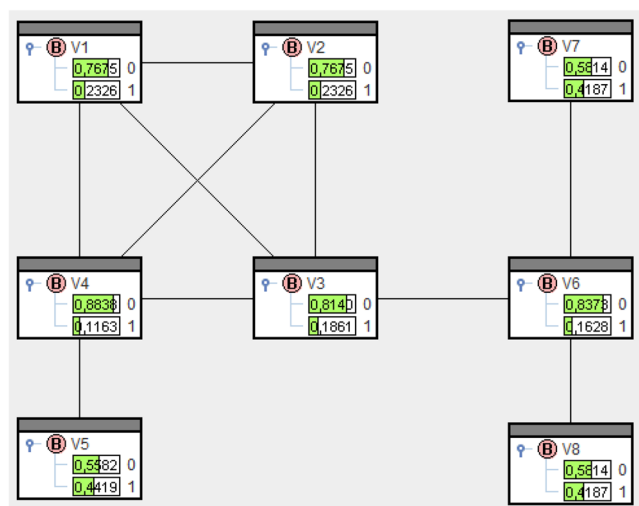 B V1
0,7675 0
0,2326 1
B V2
0,7675 0
0,2326 1
B V7
0,5814 0
0,4187 1
B V4
0,8838 0
0,1163 1
B V3
0,8140 0
0,1861 1
B V6
0,8373 0
0,1628 1
B V5
0,5582 0
0,4419 1
B V8
0,5814 0
0,4187 1